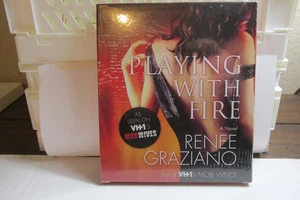 PLAYING
WITH
FIRE
A Novel
AS
SEEN ON
VH1's
MOB WIVES
RENEE
GRAZIANO
Star of VH1's MOB WIVES